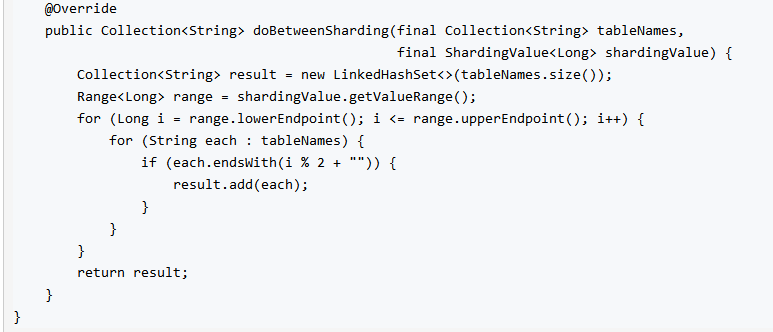 @Override
    public Collection<String> doBetweenSharding(final Collection<String> tableNames,
                                                final ShardingValue<Long> shardingValue) {
        Collection<String> result = new LinkedHashSet<>(tableNames.size());
        Range<Long> range = shardingValue.getValueRange();
        for (Long i = range.lowerEndpoint(); i <= range.upperEndpoint(); i++) {
            for (String each : tableNames) {
                if (each.endsWith(i % 2 + "")) {
                    result.add(each);
                }
            }
        }
        return result;
    }
}